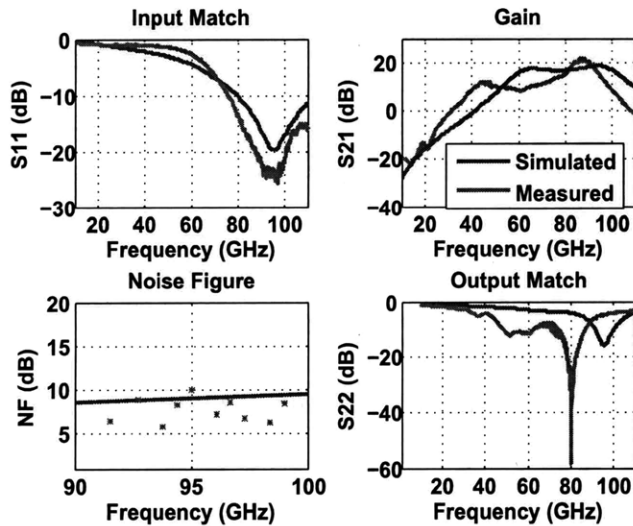 Input Match
0
−10
−20
−30
S11 (dB)
20 40 60 80 100
Frequency (GHz)
Gain
20
0
−20
−40
S21 (dB)
Simulated
Measured
20 40 60 80 100
Frequency (GHz)
Noise Figure
20
15
10
5
NF (dB)
90 95 100
Frequency (GHz)
Output Match
0
−20
−40
−60
S22 (dB)
20 40 60 80 100
Frequency (GHz)